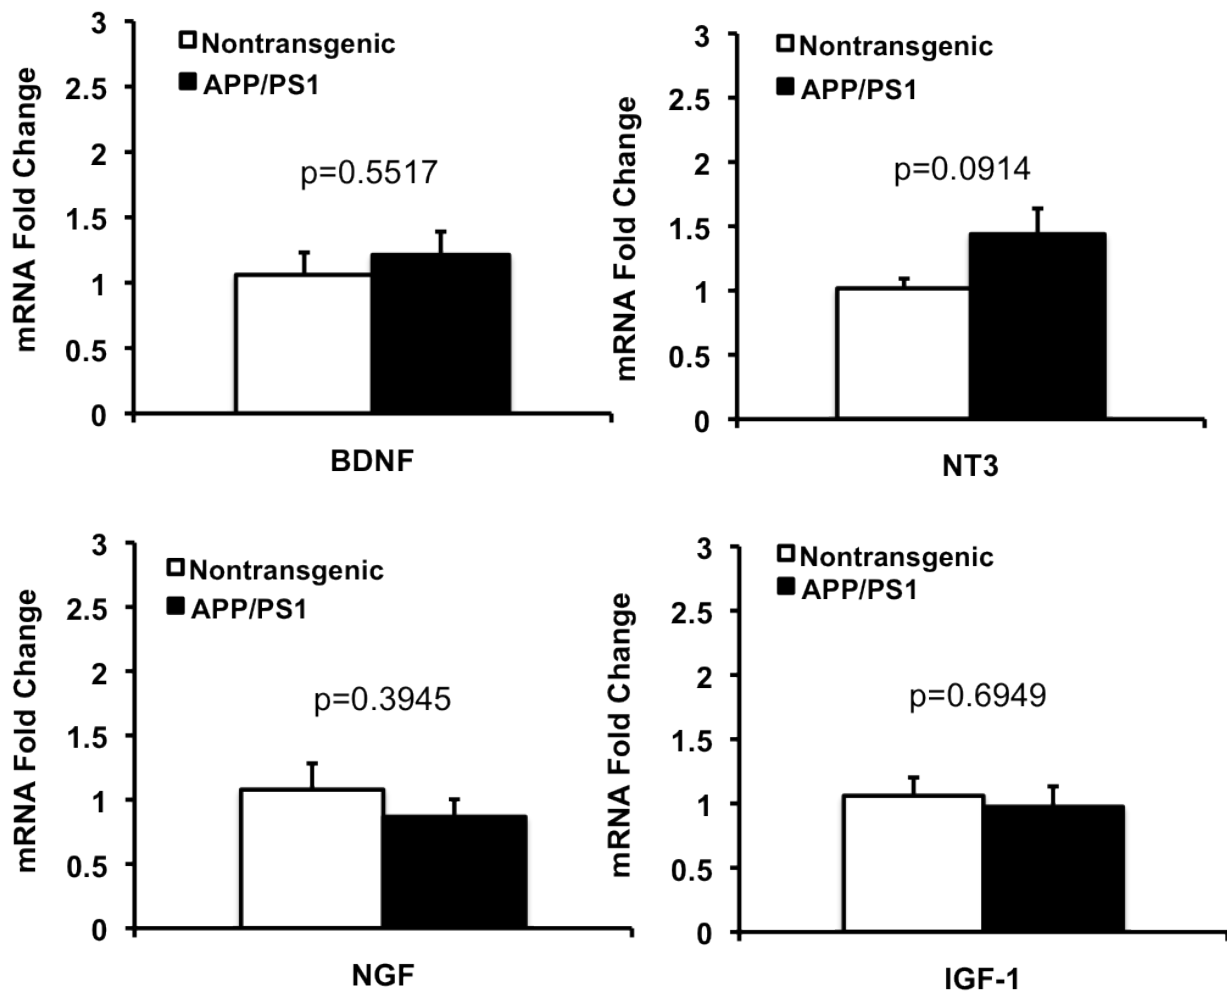 mRNA Fold Change
3
2.5
2
1.5
1
0.5
0
Nontransgenic
APP/PS1
p=0.5517
BDNF
mRNA Fold Change
3
2.5
2
1.5
1
0.5
0
Nontransgenic
APP/PS1
p=0.0914
NT3
mRNA Fold Change
3
2.5
2
1.5
1
0.5
0
Nontransgenic
APP/PS1
p=0.3945
NGF
mRNA Fold Change
3
2.5
2
1.5
1
0.5
0
Nontransgenic
APP/PS1
p=0.6949
IGF-1